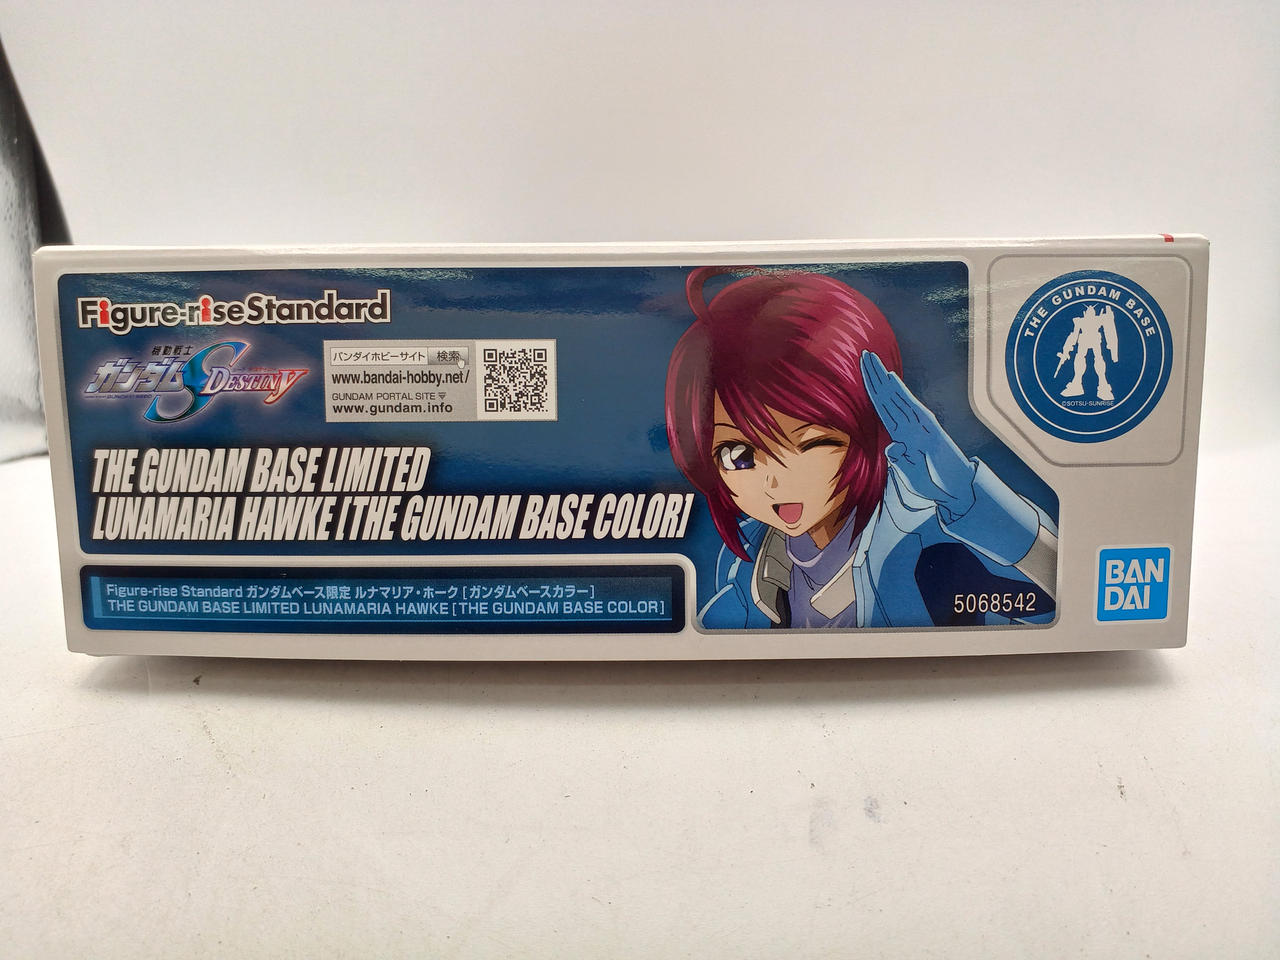 Figure-rise Standard
機動戦士
ガンダム SEED DESTINY
バンダイホビーサイト 検索
www.bandai-hobby.net/
GUNDAM PORTAL SITE▽
www.gundam.info
THE GUNDAM BASE LIMITED
LUNAMARIA HAWKE [THE GUNDAM BASE COLOR]
Figure-rise Standard ガンダムベース限定 ルナマリア・ホーク [ガンダムベースカラー]
THE GUNDAM BASE LIMITED LUNAMARIA HAWKE [THE GUNDAM BASE COLOR]
THE GUNDAM BASE
©SOTSU・SUNRISE
5068542
BAN
DAI